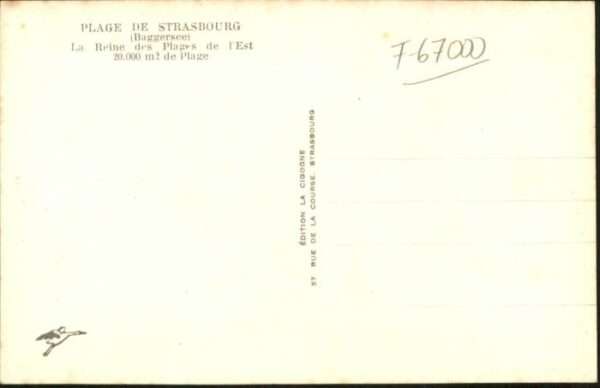 PLAGE DE STRASBOURG
(Baggersee)
La Reine des Plages de l'Est
20.000 m² de Plage
F-67000
ÉDITION LA CIGOGNE
37 RUE DE LA COURSE. STRASBOURG